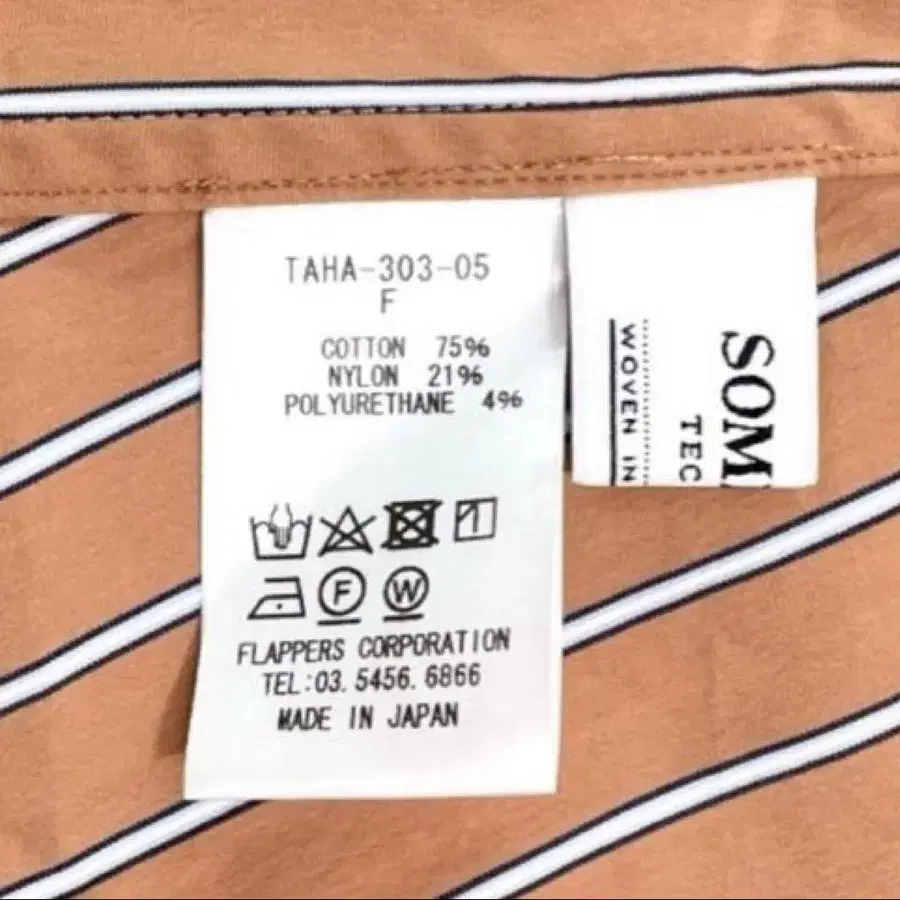 TAHA-303-05
F
COTTON 75%
NYLON 21%
POLYURETHANE 4%
F W
FLAPPERS CORPORATION
TEL:03.5456.6866
MADE IN JAPAN
SOM
TEC
WOVEN IN